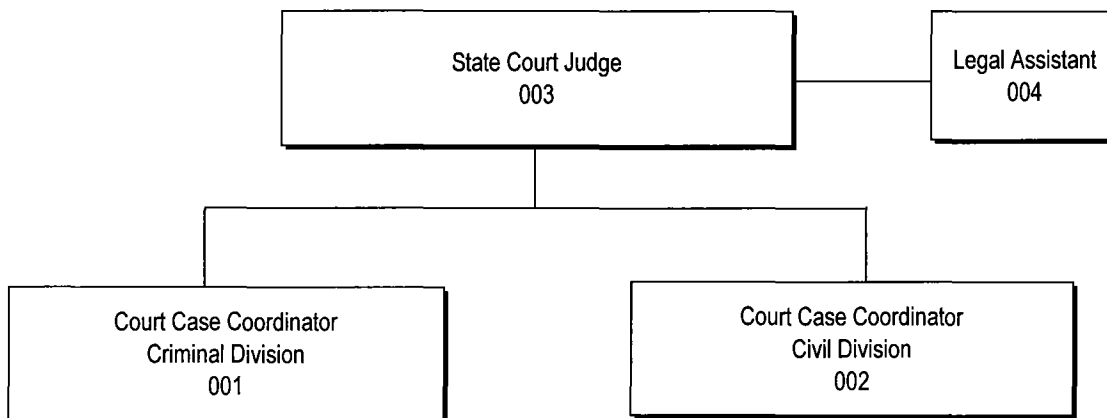 State Court Judge
003
Legal Assistant
004
Court Case Coordinator
Criminal Division
001
Court Case Coordinator
Civil Division
002